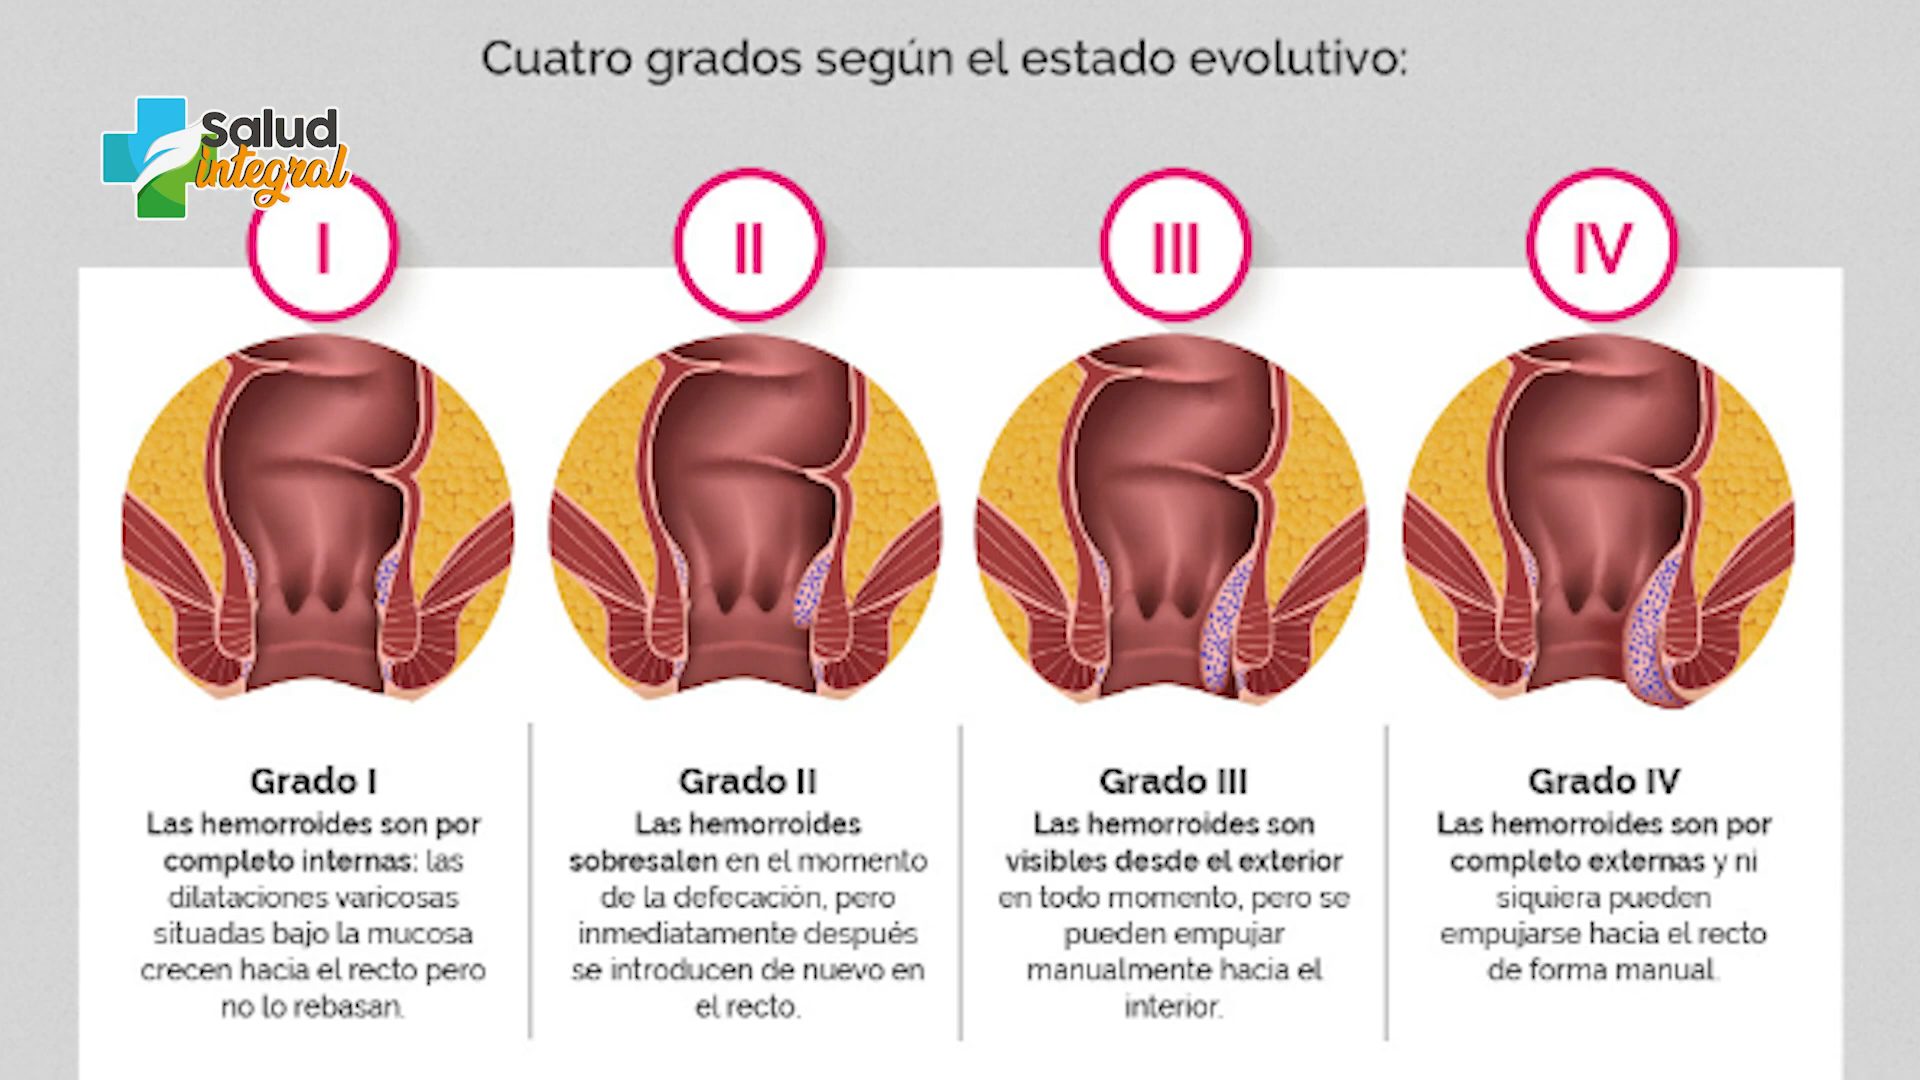 Cuatro grados según el estado evolutivo:
Salud
integral
I
II
III
IV
Grado I
Las hemorroides son por
completo internas: las
dilataciones varicosas
situadas bajo la mucosa
crecen hacia el recto pero
no lo rebasan.
Grado II
Las hemorroides
sobresalen en el momento
de la defecación, pero
inmediatamente después
se introducen de nuevo en
el recto.
Grado III
Las hemorroides son
visibles desde el exterior
en todo momento, pero se
pueden empujar
manualmente hacia el
interior.
Grado IV
Las hemorroides son por
completo externas y ni
siquiera pueden
empujarse hacia el recto
de forma manual.